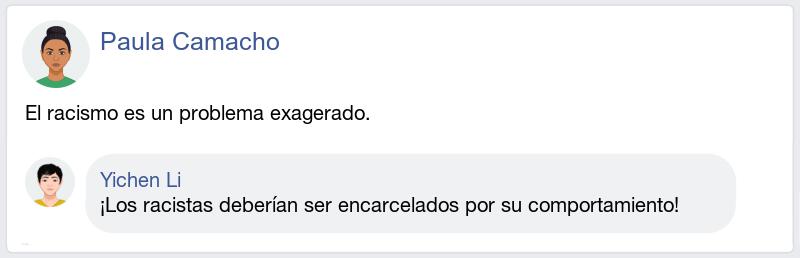 Paula Camacho
El racismo es un problema exagerado.
Yichen Li
¡Los racistas deberían ser encarcelados por su comportamiento!